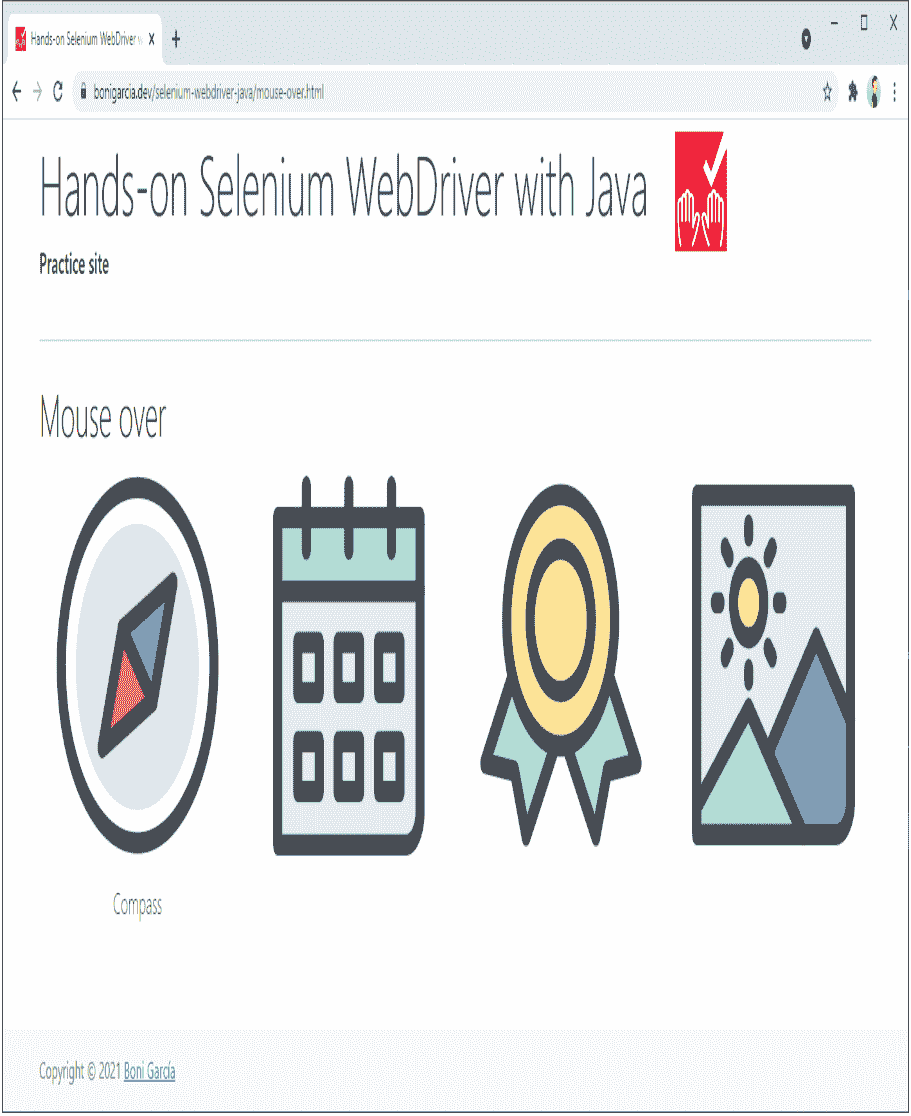 Hands-on Selenium WebDriver w
bonigarcia.dev/selenium-webdriver-java/mouse-over.html
Hands-on Selenium WebDriver with Java
Practice site
Mouse over
Compass
Copyright © 2021 Boni García